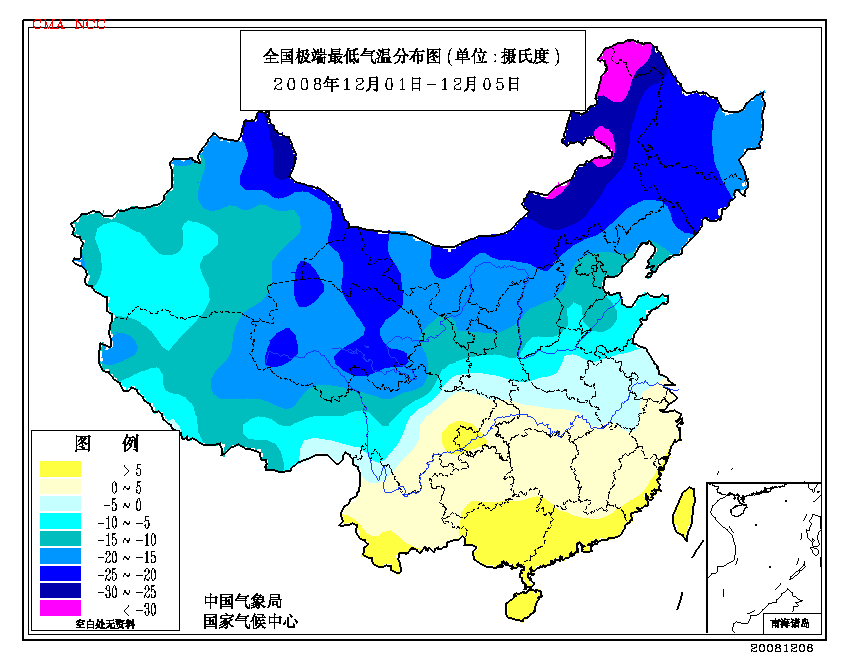 CMA NCC
全国极端最低气温分布图(单位:摄氏度)
2008年12月01日-12月05日
图 例
> 5
0 ~ 5
-5 ~ 0
-10 ~ -5
-15 ~ -10
-20 ~ -15
-25 ~ -20
-30 ~ -25
< -30
空白处无资料
中国气象局
国家气候中心
南海诸岛
20081206